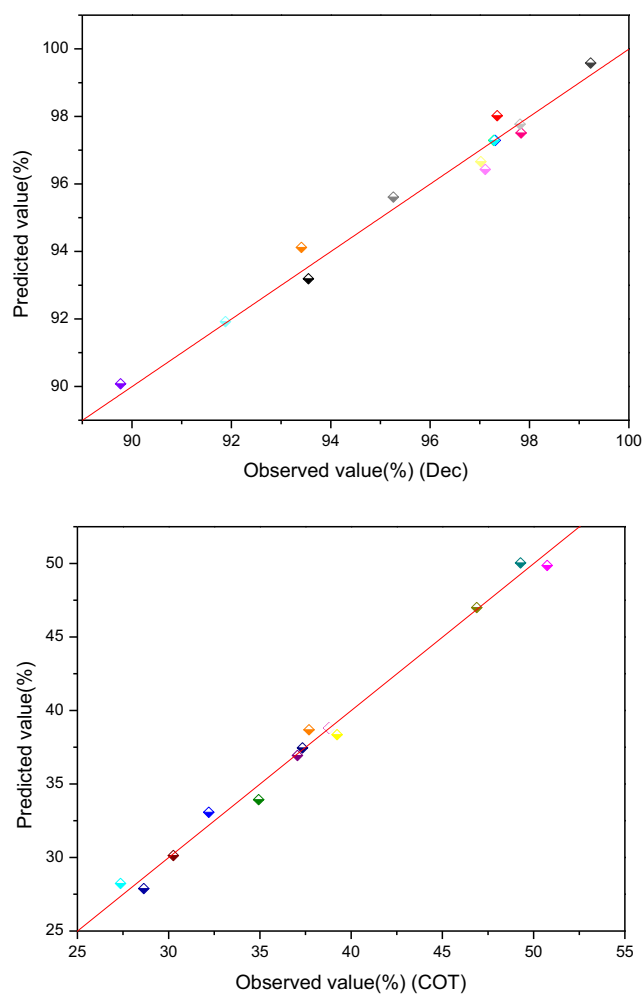 100
98
96
94
92
90
Predicted value(%)
90 92 94 96 98 100
Observed value(%) (Dec)
50
45
40
35
30
25
Predicted value(%)
25 30 35 40 45 50 55
Observed value(%) (COT)